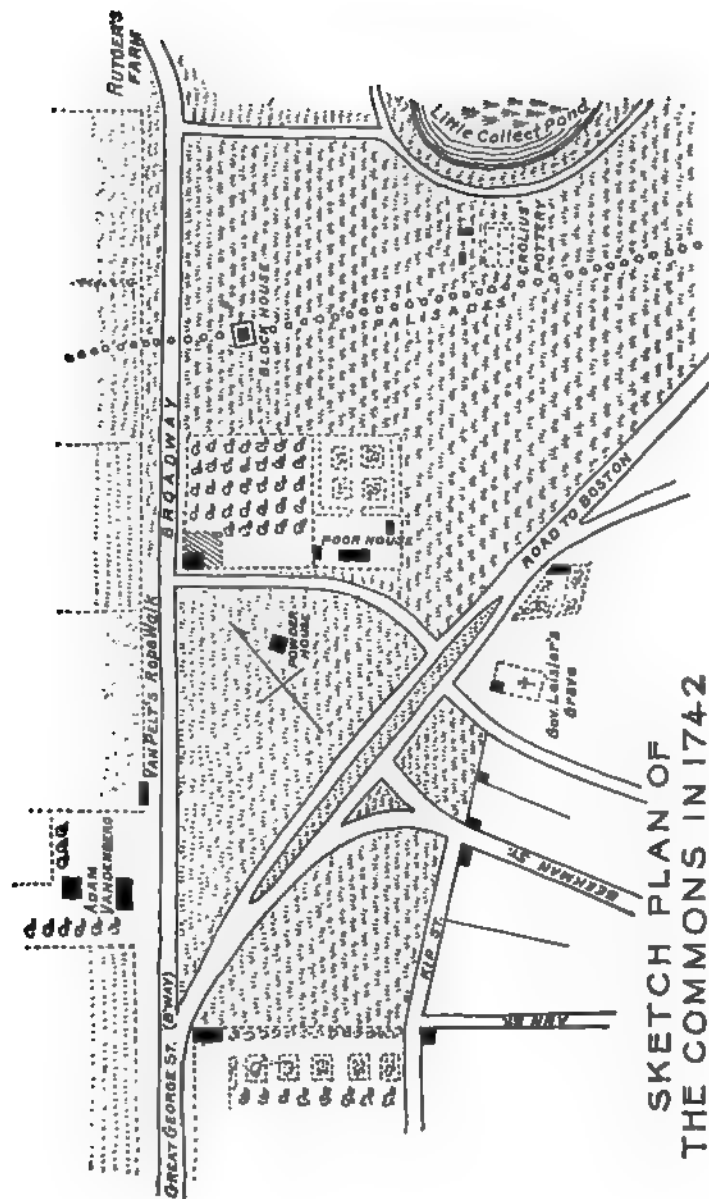 RUTGER'S
FARM
Little Collect Pond
BROADWAY
BLOCK HOUSE
PALISADES
CROLIUS'
POTTERY
VAN PELT'S RopeWalk
POOR HOUSE
POWDER
HOUSE
ROAD TO BOSTON
Gov. Leisler's
Grave
ADAM
VANDENBERG
GREAT GEORGE ST. (B'WAY)
KIP ST.
BEEKMAN ST.
ANN ST.
SKETCH PLAN OF
THE COMMONS IN 1742